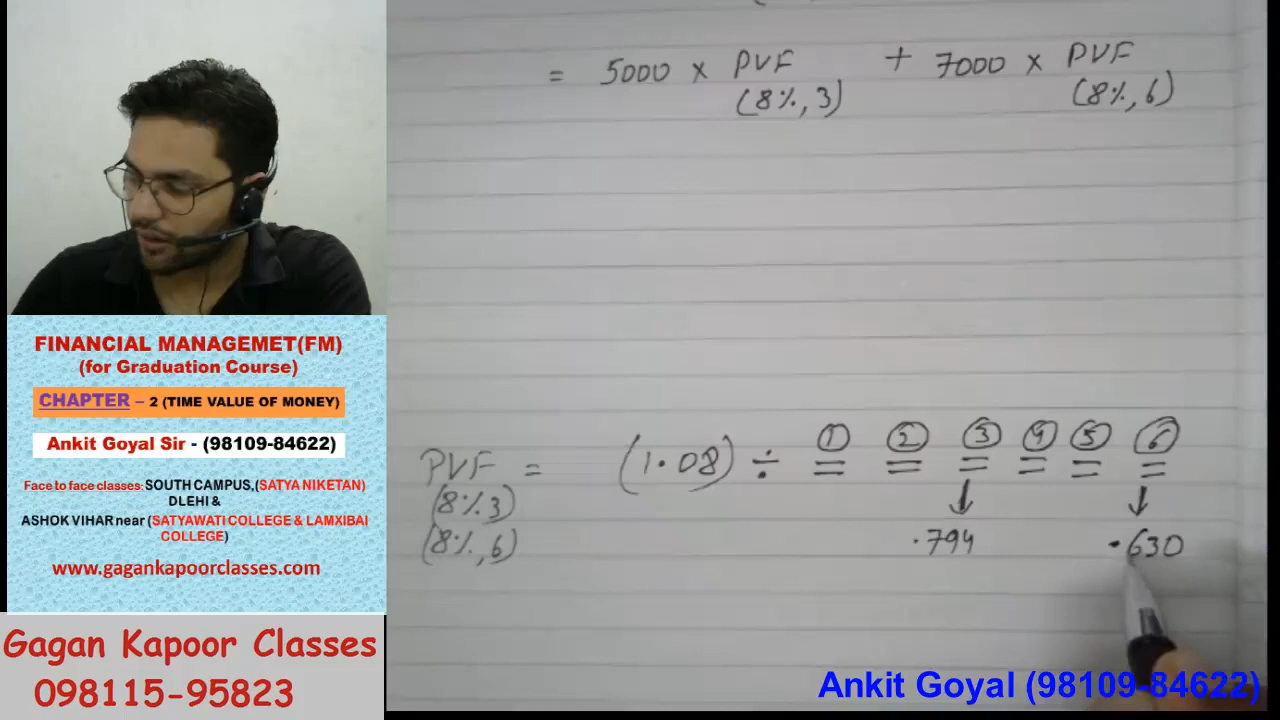 = 5000 × PVF + 7000 × PVF
(8%, 3) (8%, 6)
FINANCIAL MANAGEMET(FM)
(for Graduation Course)
CHAPTER – 2 (TIME VALUE OF MONEY)
Ankit Goyal Sir - (98109-84622)
Face to face classes: SOUTH CAMPUS,(SATYA NIKETAN)
DLEHI &
ASHOK VIHAR near (SATYAWATI COLLEGE & LAMXIBAI
COLLEGE)
www.gagankapoorclasses.com
Gagan Kapoor Classes
098115-95823
① ② ③ ④ ⑤ ⑥
PVF = (1.08) ÷ = = = = = =
(8%, 3)
(8%, 6) .794 .630
Ankit Goyal (98109-84622)